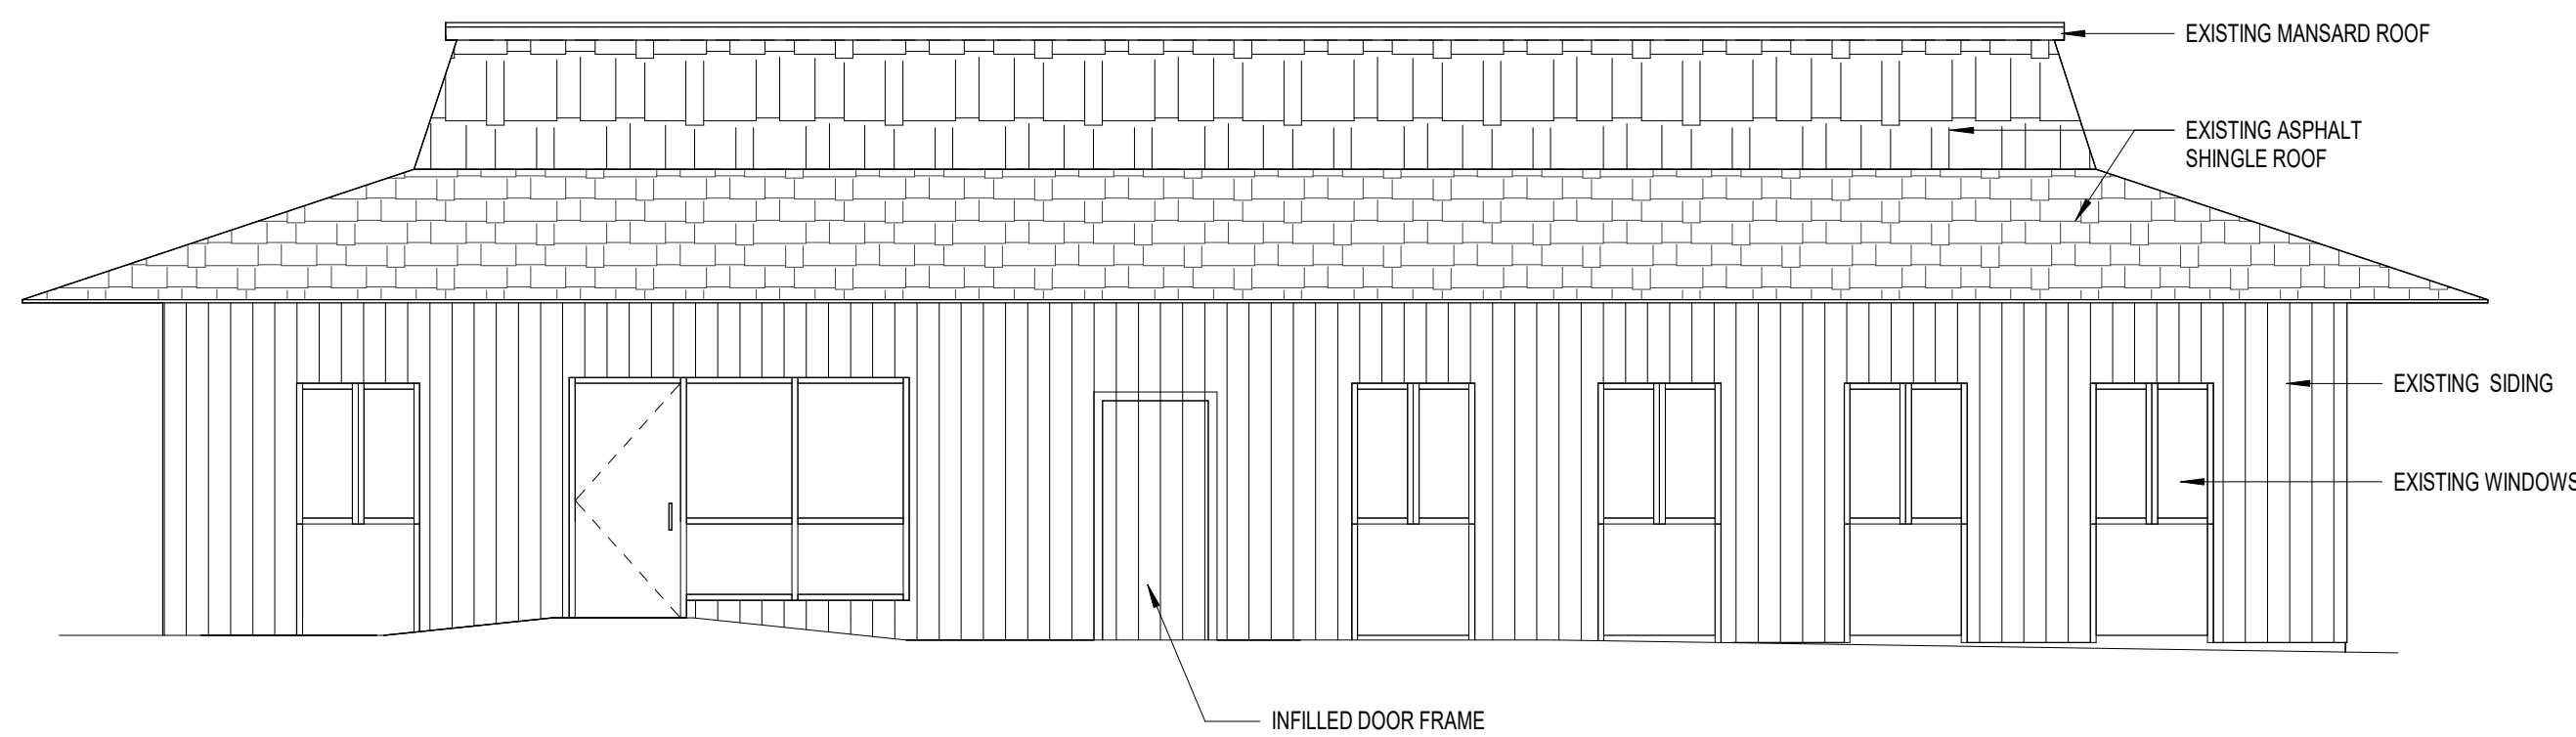 EXISTING MANSARD ROOF
EXISTING ASPHALT
SHINGLE ROOF
EXISTING SIDING
EXISTING WINDOWS
INFILLED DOOR FRAME